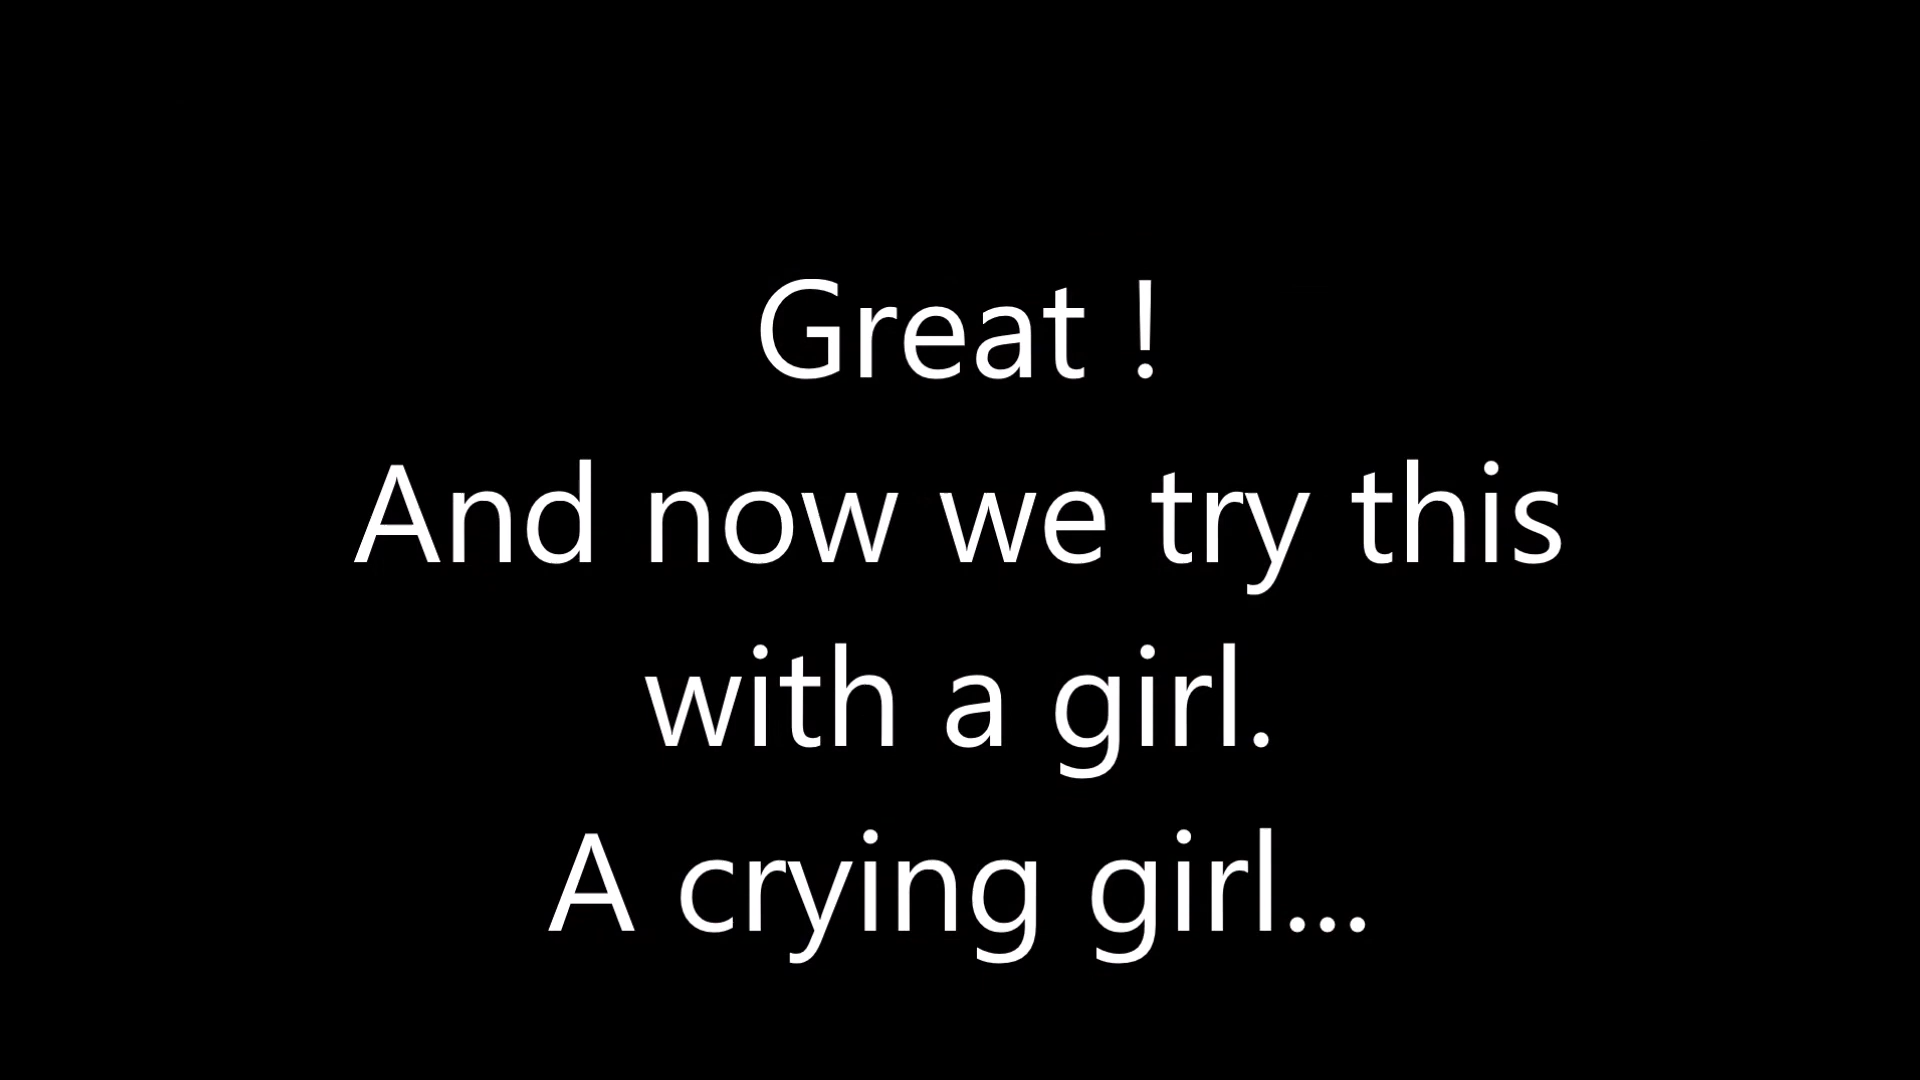 Great !
And now we try this
with a girl.
A crying girl...